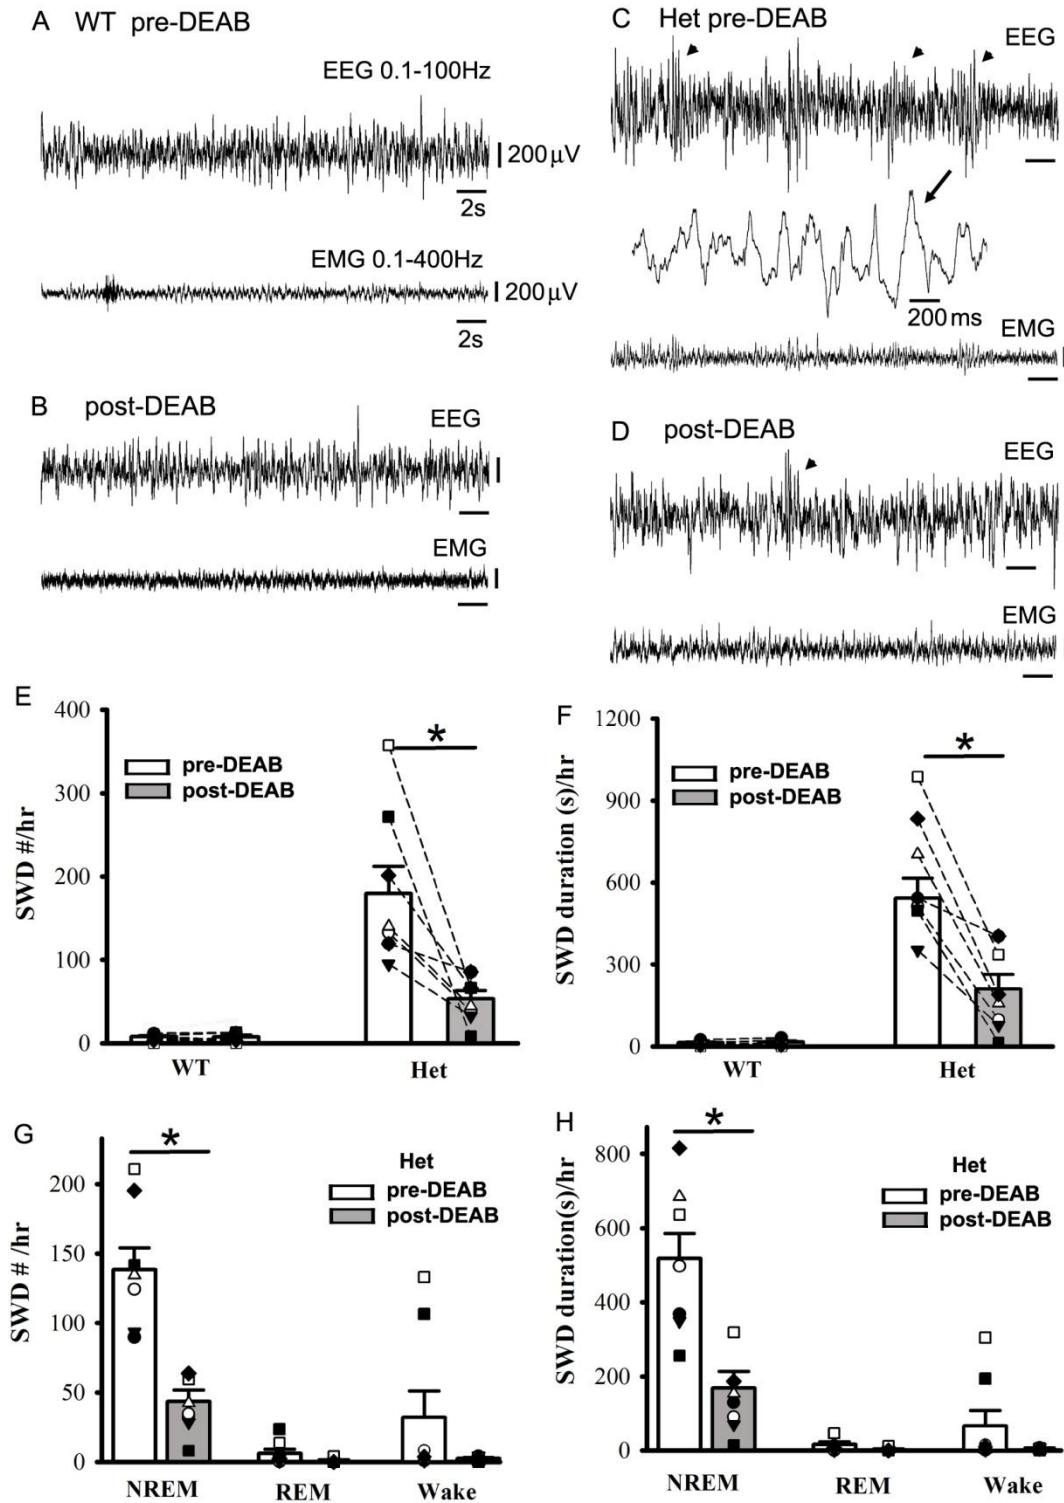 A WT pre-DEAB
EEG 0.1-100Hz
200 µV
2s
EMG 0.1-400Hz
200 µV
2s
B post-DEAB
EEG
EMG
C Het pre-DEAB
EEG
200 ms
EMG
D post-DEAB
EEG
EMG
E
SWD #/hr
400
300
200
100
0
pre-DEAB
post-DEAB
*
WT
Het
F
SWD duration (s)/hr
1200
900
600
300
0
pre-DEAB
post-DEAB
*
WT
Het
G
SWD # /hr
200
150
100
50
0
*
Het
pre-DEAB
post-DEAB
NREM
REM
Wake
H
SWD duration(s)/hr
800
600
400
200
0
*
Het
pre-DEAB
post-DEAB
NREM
REM
Wake